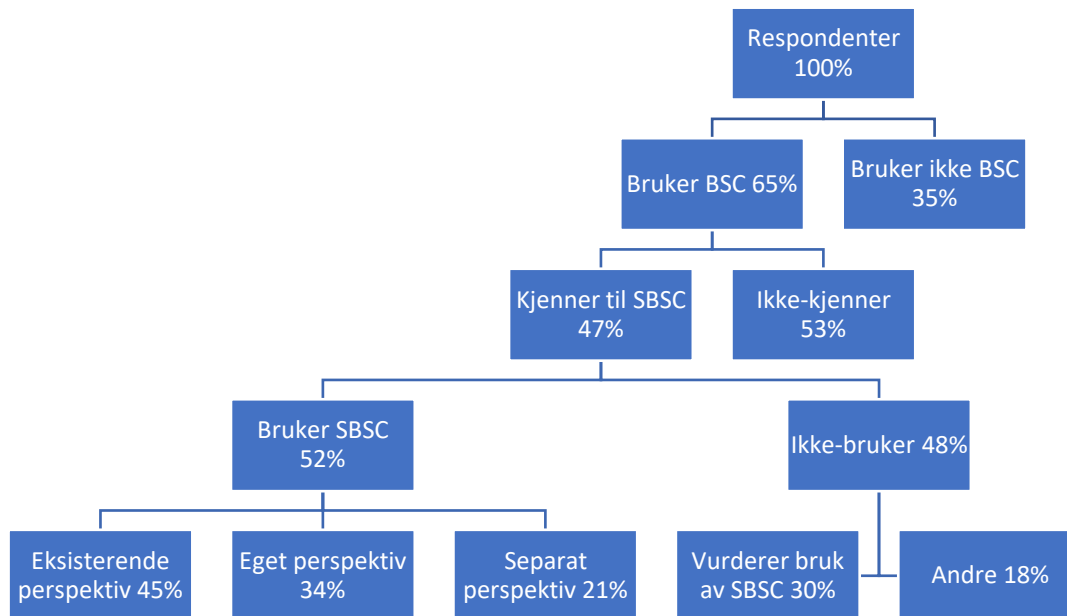 Respondenter
100%
Bruker BSC 65%
Bruker ikke BSC
35%
Kjenner til SBSC
47%
Ikke-kjenner
53%
Bruker SBSC
52%
Ikke-bruker 48%
Eksisterende
perspektiv 45%
Eget perspektiv
34%
Separat
perspektiv 21%
Vurderer bruk
av SBSC 30%
Andre 18%